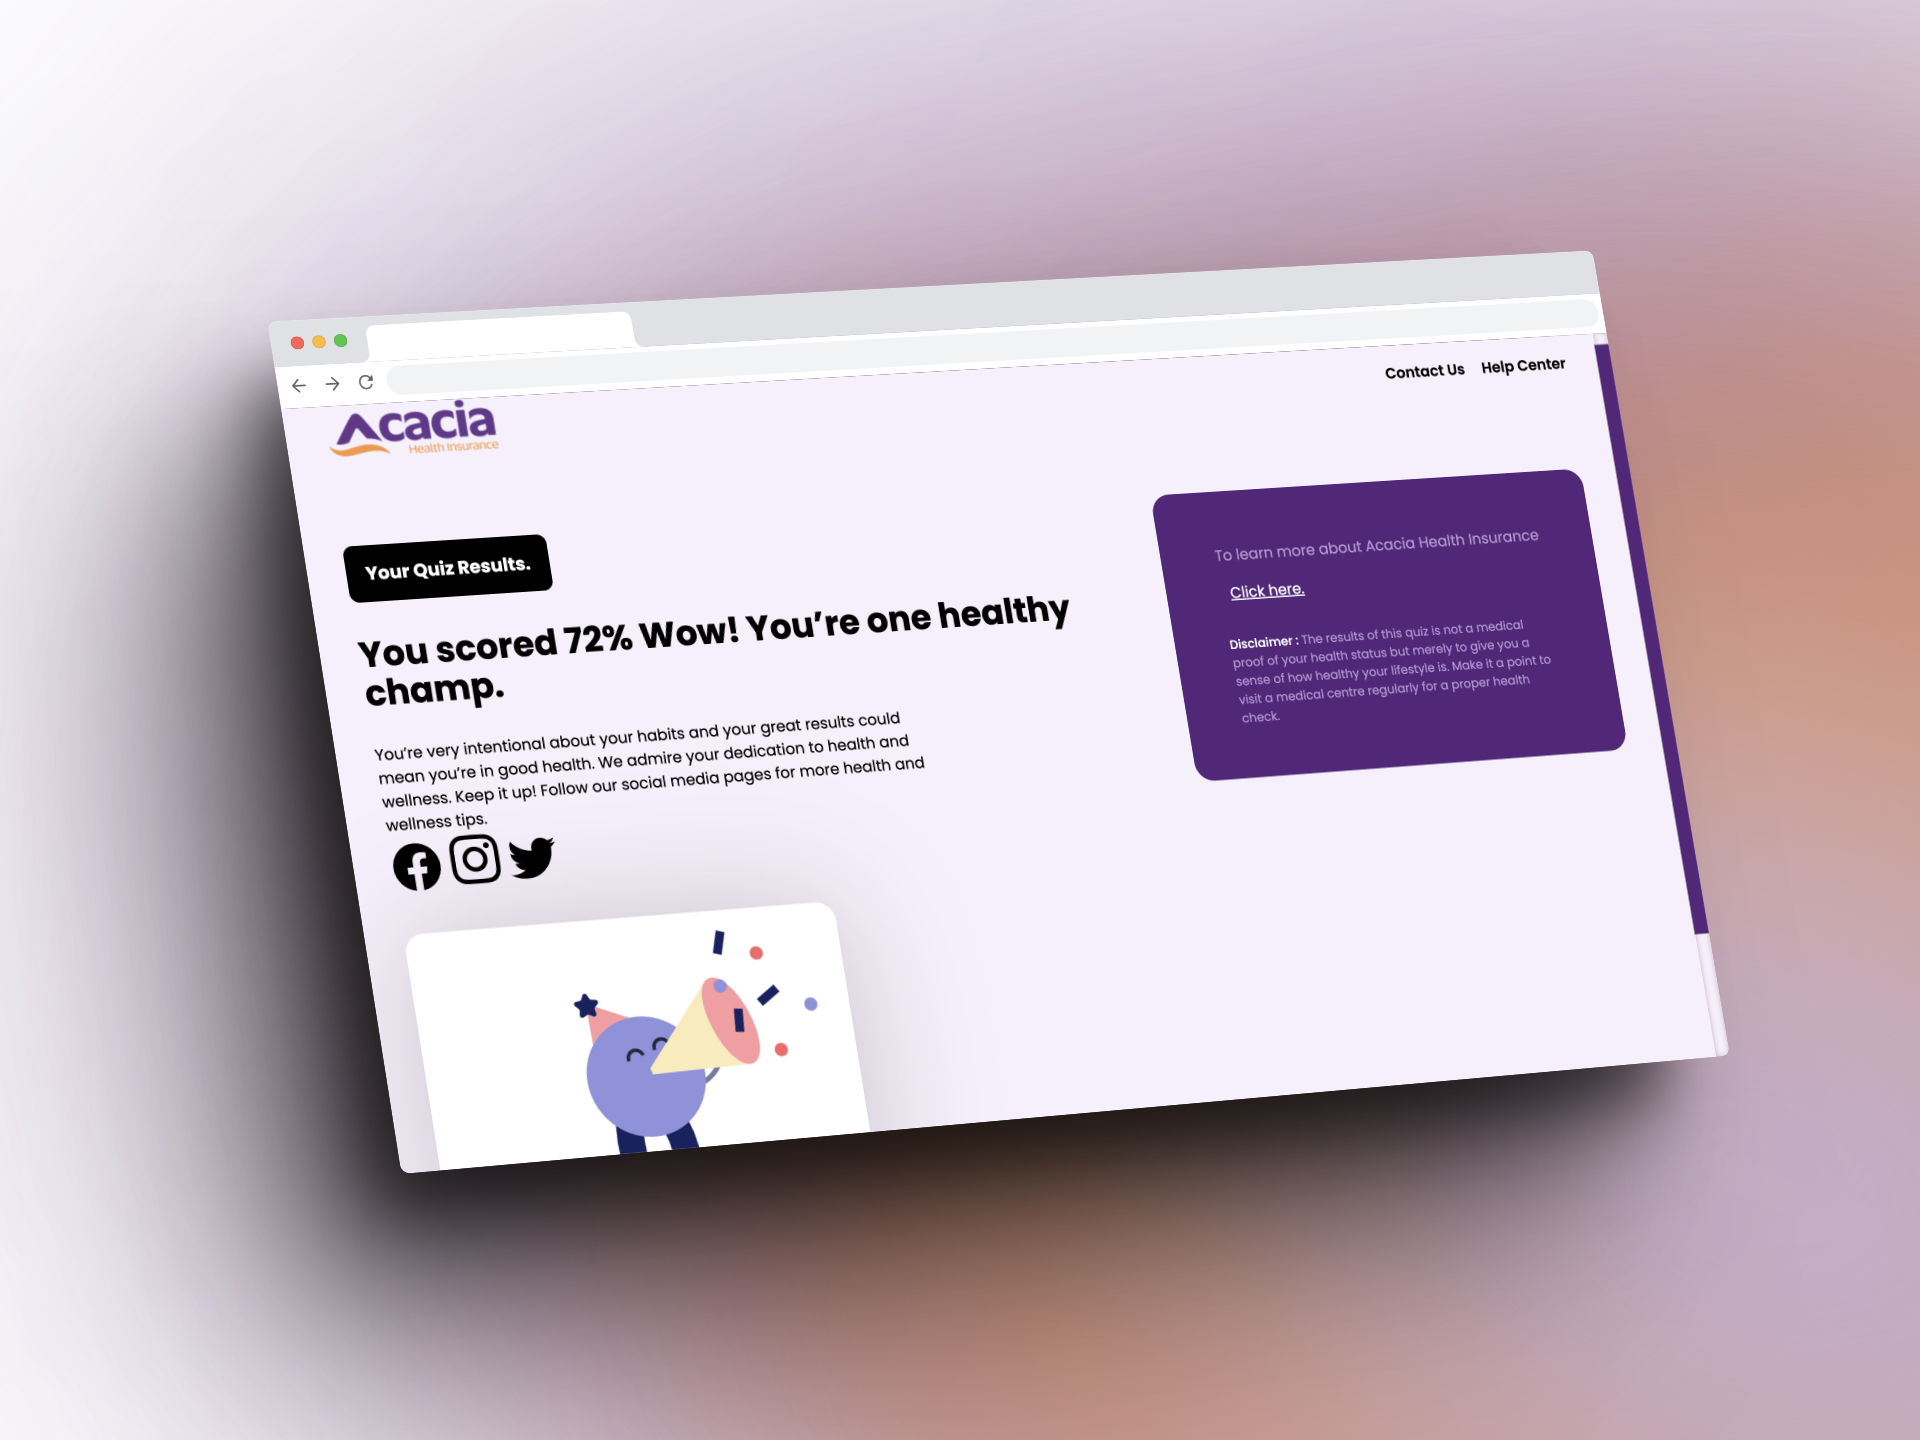 Contact Us Help Center
Acacia
Health Insurance
Your Quiz Results.
You scored 72% Wow! You’re one healthy
champ.
You’re very intentional about your habits and your great results could
mean you’re in good health. We admire your dedication to health and
wellness. Keep it up! Follow our social media pages for more health and
wellness tips.
To learn more about Acacia Health Insurance
Click here.
Disclaimer : The results of this quiz is not a medical
proof of your health status but merely to give you a
sense of how healthy your lifestyle is. Make it a point to
visit a medical centre regularly for a proper health
check.